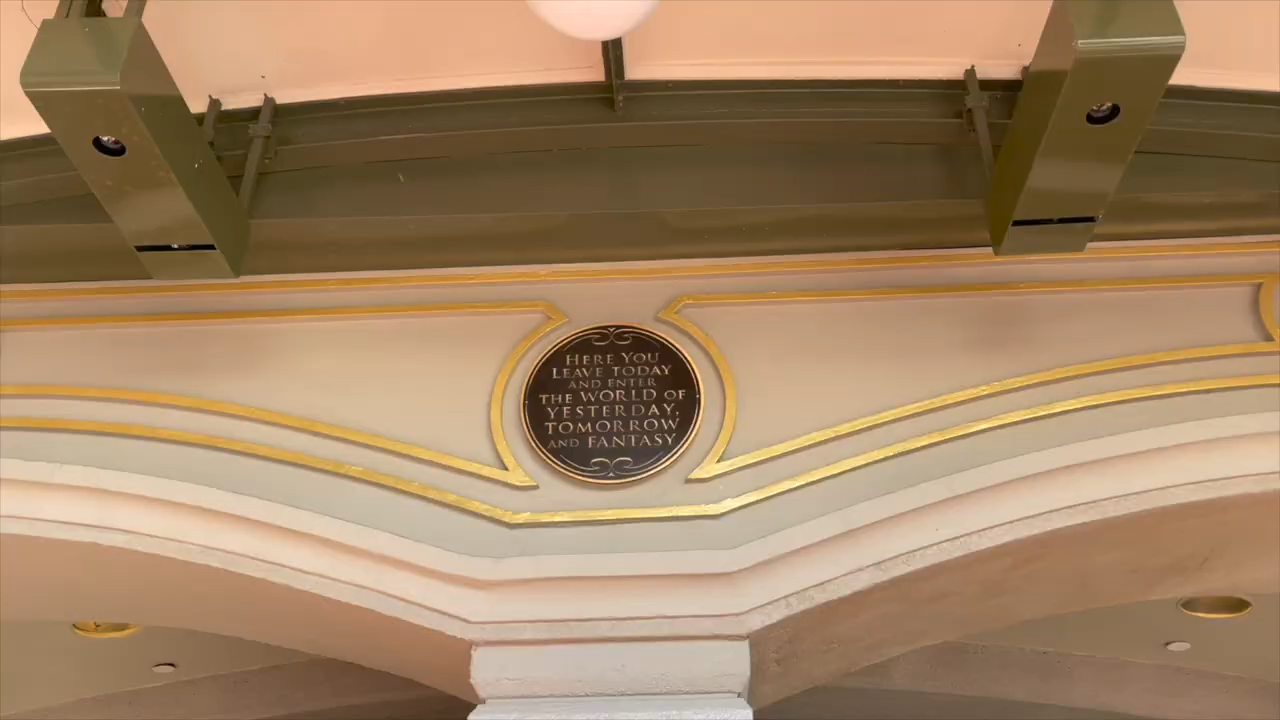 HERE YOU
LEAVE TODAY
AND ENTER
THE WORLD OF
YESTERDAY,
TOMORROW
AND FANTASY